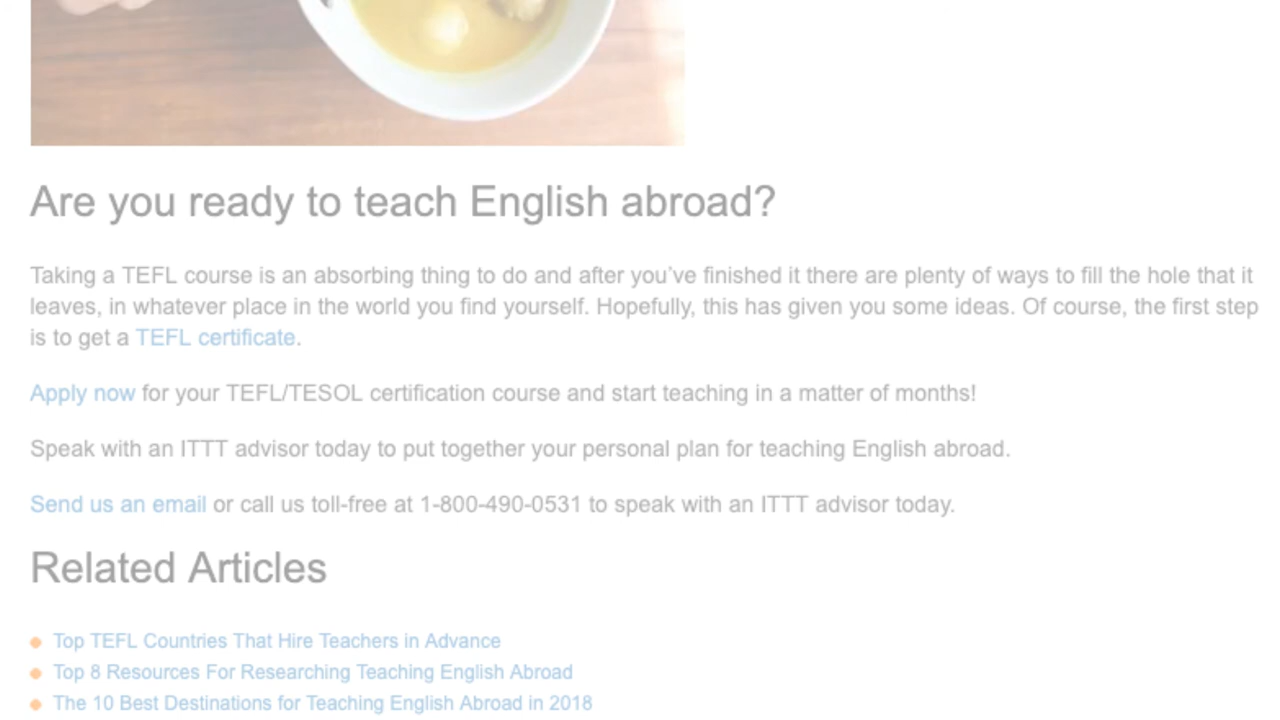 Are you ready to teach English abroad?
Taking a TEFL course is an absorbing thing to do and after you've finished it there are plenty of ways to fill the hole that it
leaves, in whatever place in the world you find yourself. Hopefully, this has given you some ideas. Of course, the first step
is to get a TEFL certificate.
Apply now for your TEFL/TESOL certification course and start teaching in a matter of months!
Speak with an ITTT advisor today to put together your personal plan for teaching English abroad.
Send us an email or call us toll-free at 1-800-490-0531 to speak with an ITTT advisor today.
Related Articles
Top TEFL Countries That Hire Teachers in Advance
Top 8 Resources For Researching Teaching English Abroad
The 10 Best Destinations for Teaching English Abroad in 2018